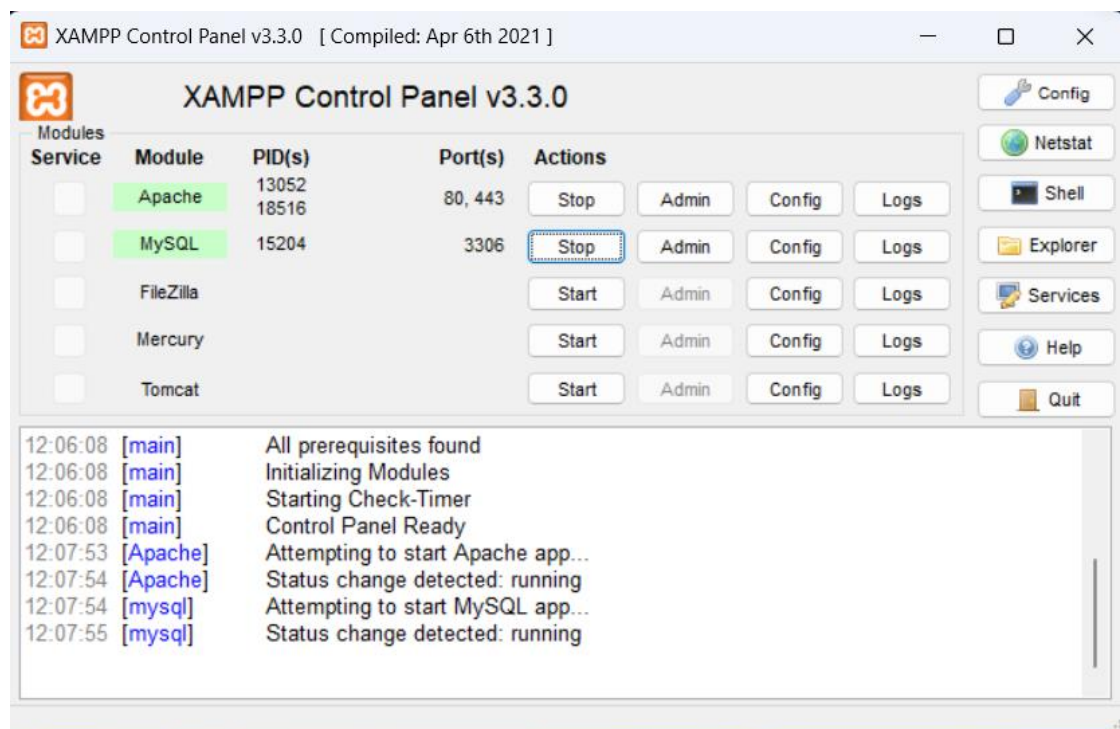 XAMPP Control Panel v3.3.0 [ Compiled: Apr 6th 2021 ]
XAMPP Control Panel v3.3.0
Config
Netstat
Shell
Explorer
Services
Help
Quit
Modules
Service Module PID(s) Port(s) Actions
Apache 13052 18516 80, 443 Stop Admin Config Logs
MySQL 15204 3306 Stop Admin Config Logs
FileZilla Start Admin Config Logs
Mercury Start Admin Config Logs
Tomcat Start Admin Config Logs
12:06:08 [main] All prerequisites found
12:06:08 [main] Initializing Modules
12:06:08 [main] Starting Check-Timer
12:06:08 [main] Control Panel Ready
12:07:53 [Apache] Attempting to start Apache app...
12:07:54 [Apache] Status change detected: running
12:07:54 [mysql] Attempting to start MySQL app...
12:07:55 [mysql] Status change detected: running